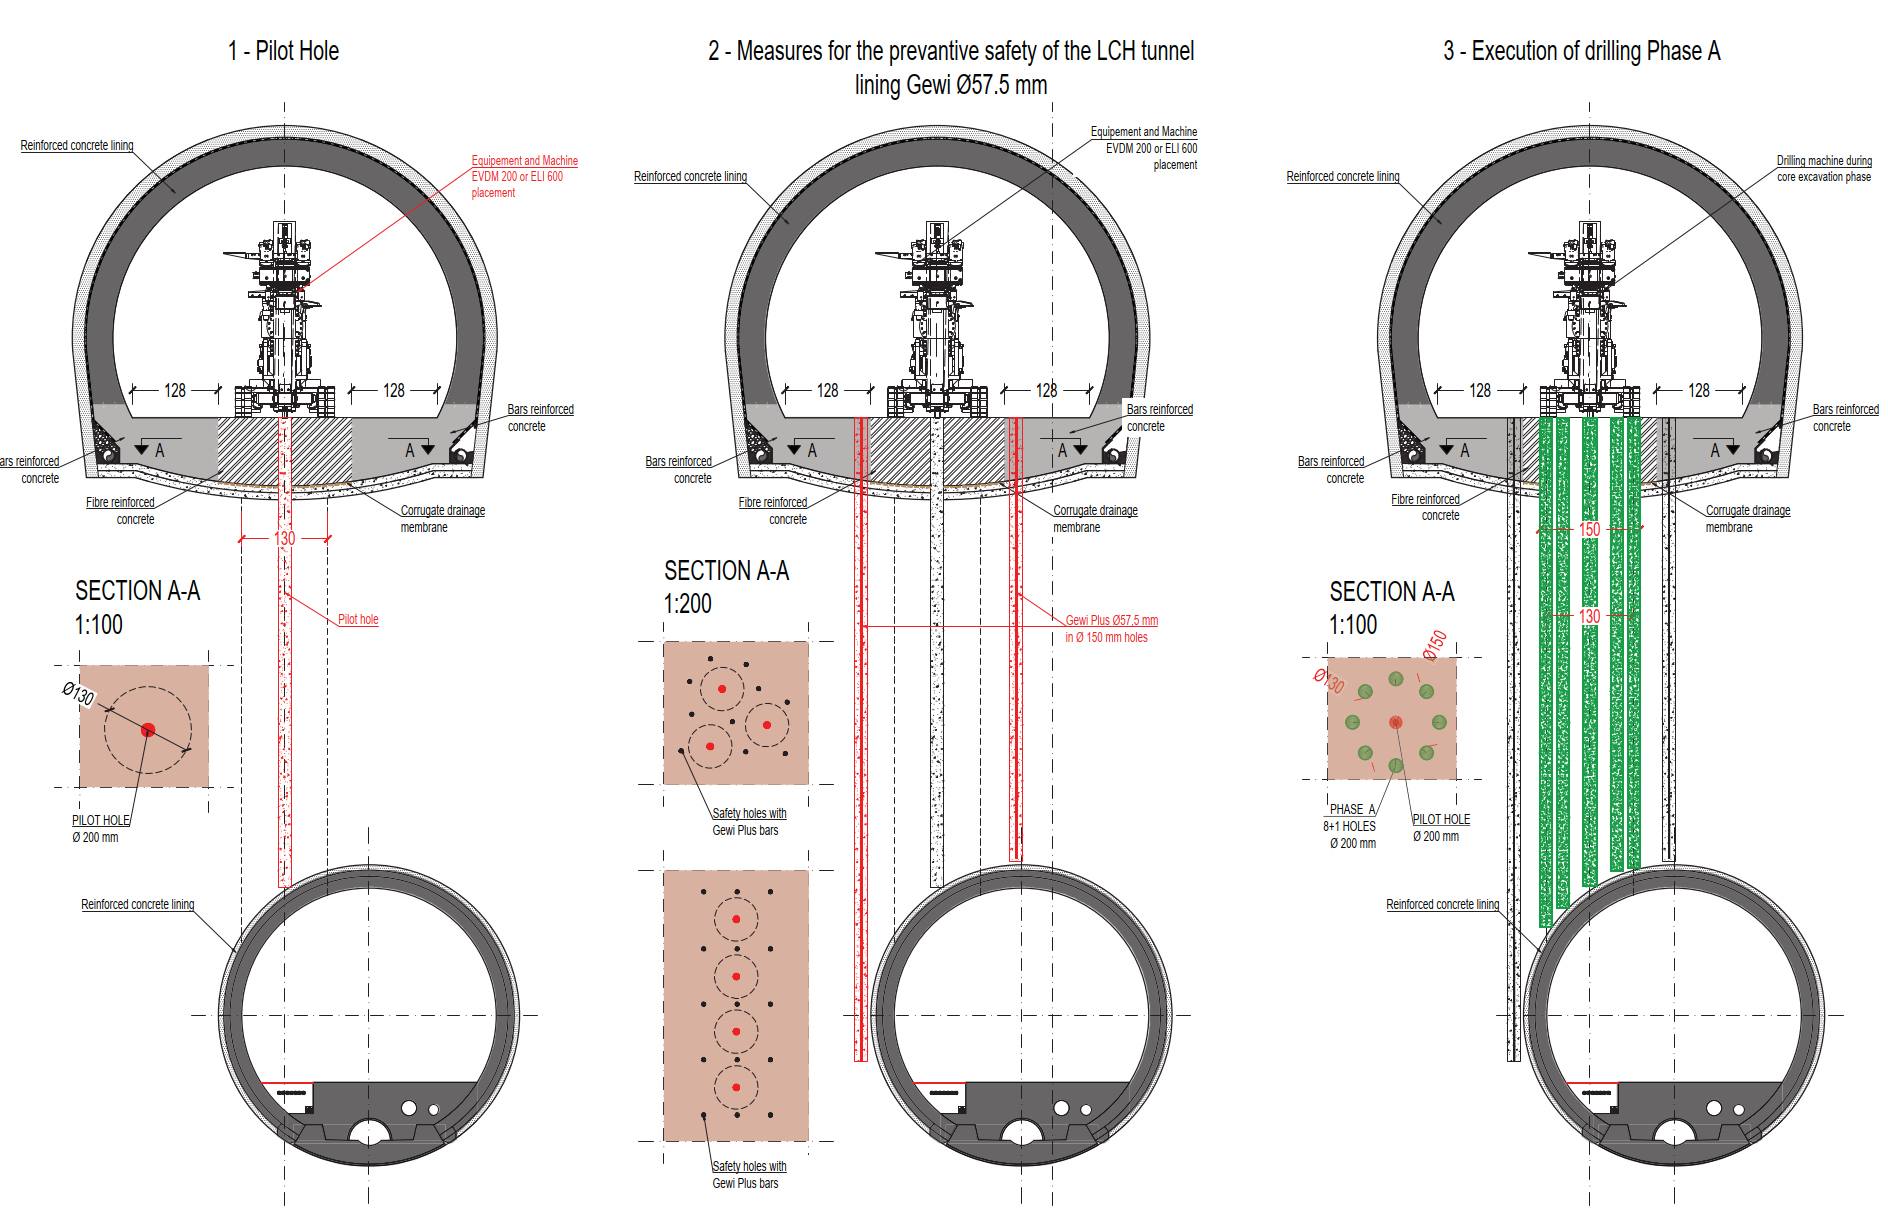 1 - Pilot Hole
Reinforced concrete lining
Equipement and Machine
EVDM 200 or ELI 600
placement
128
128
Bars reinforced
concrete
A
A
ars reinforced
concrete
Fibre reinforced
concrete
Corrugate drainage
membrane
130
SECTION A-A
1:100
Pilot hole
Ø130
PILOT HOLE
Ø 200 mm
Reinforced concrete lining
2 - Measures for the prevantive safety of the LCH tunnel
lining Gewi Ø57.5 mm
Equipement and Machine
EVDM 200 or ELI 600
placement
Reinforced concrete lining
128
128
Bars reinforced
concrete
A
A
Bars reinforced
concrete
Fibre reinforced
concrete
Corrugate drainage
membrane
SECTION A-A
1:200
Gewi Plus Ø57,5 mm
in Ø 150 mm holes
Safety holes with
Gewi Plus bars
Safety holes with
Gewi Plus bars
3 - Execution of drilling Phase A
Drilling machine during
core excavation phase
Reinforced concrete lining
128
128
Bars reinforced
concrete
A
A
Bars reinforced
concrete
Fibre reinforced
concrete
Corrugate drainage
membrane
150
SECTION A-A
1:100
130
Ø150
Ø130
PHASE A
8+1 HOLES
Ø 200 mm
PILOT HOLE
Ø 200 mm
Reinforced concrete lining